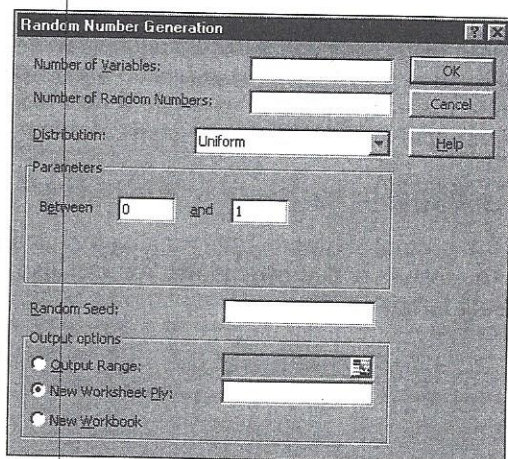 Random Number Generation
Number of Variables:
OK
Number of Random Numbers:
Cancel
Distribution: Uniform
Help
Parameters
Between 0 and 1
Random Seed:
Output options
Output Range:
New Worksheet Ply:
New Workbook